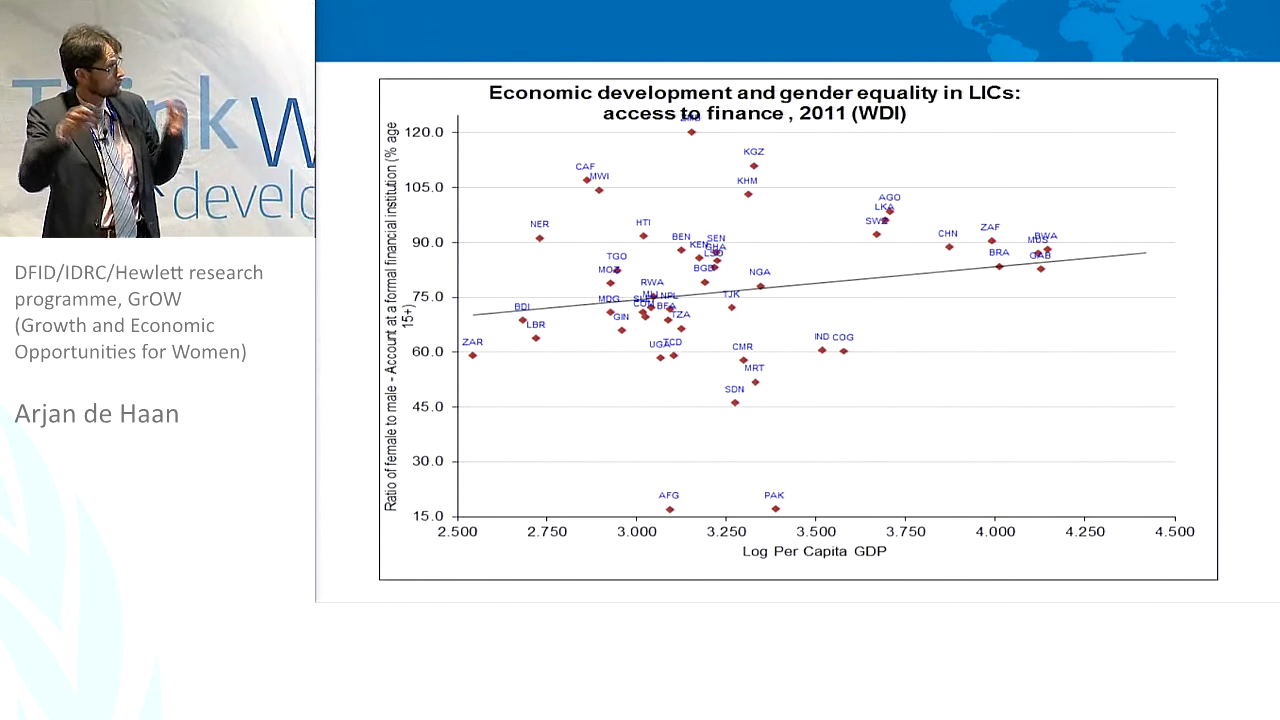 Think W
develo
DFID/IDRC/Hewlett research
programme, GrOW
(Growth and Economic
Opportunities for Women)
Arjan de Haan
Economic development and gender equality in LICs:
access to finance , 2011 (WDI)
Ratio of female to male - Account at a formal financial institution (% age
15+)
120.0
105.0
90.0
75.0
60.0
45.0
30.0
15.0
KGZ
CAF
MWI
KHM
AGO
LKA
NER
HTI
SWZ
ZAF
CHN
BEN
SEN
BWA
MUS
KEN
GHA
LSO
BRA
GAB
TGO
MOZ
BGD
NGA
RWA
MLI
NPL
TJK
MDG
SLE
COM
BFA
BDI
GIN
TZA
LBR
ZAR
UGA
TCD
CMR
IND
COG
MRT
SDN
AFG
PAK
2.500
2.750
3.000
3.250
3.500
3.750
4.000
4.250
4.500
Log Per Capita GDP